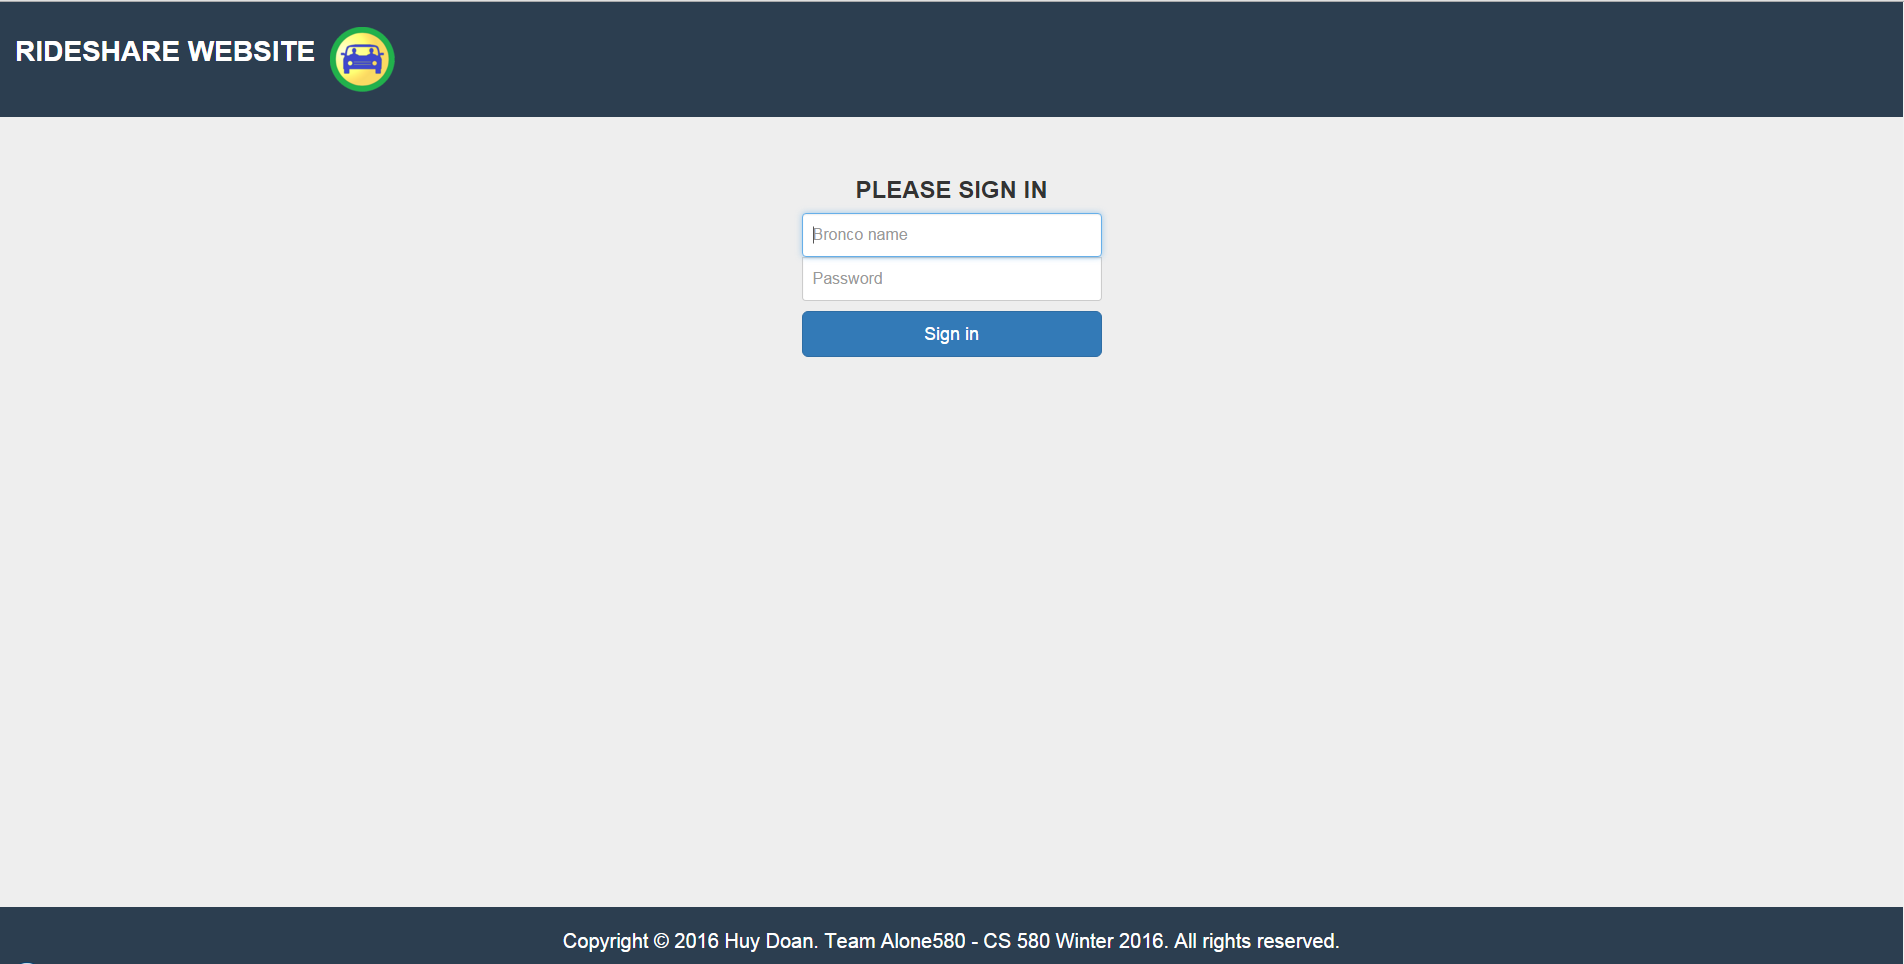 RIDESHARE WEBSITE
PLEASE SIGN IN
Bronco name
Password
Sign in
Copyright © 2016 Huy Doan. Team Alone580 - CS 580 Winter 2016. All rights reserved.